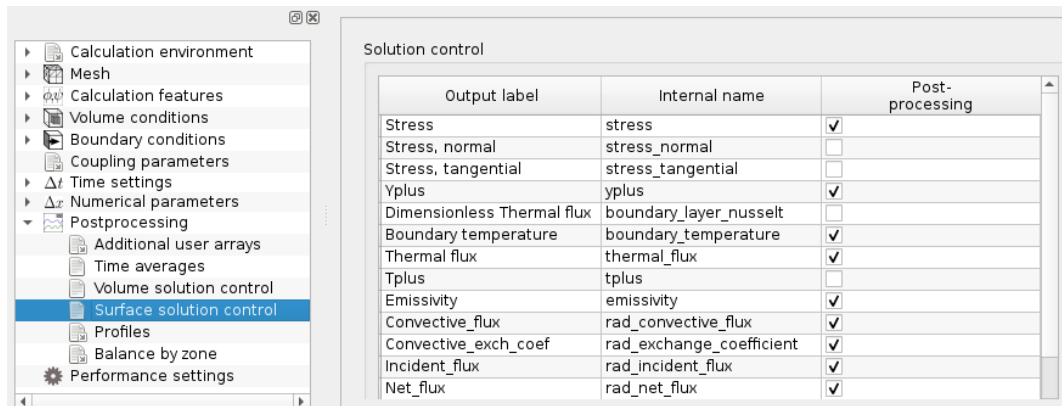 Calculation environment
Mesh
φ,ψ Calculation features
Volume conditions
Boundary conditions
Coupling parameters
Δt Time settings
Δx Numerical parameters
Postprocessing
Additional user arrays
Time averages
Volume solution control
Surface solution control
Profiles
Balance by zone
Performance settings
Solution control
Output label Internal name Post-
processing
Stress stress
Stress, normal stress_normal
Stress, tangential stress_tangential
Yplus yplus
Dimensionless Thermal flux boundary_layer_nusselt
Boundary temperature boundary_temperature
Thermal flux thermal_flux
Tplus tplus
Emissivity emissivity
Convective_flux rad_convective_flux
Convective_exch_coef rad_exchange_coefficient
Incident_flux rad_incident_flux
Net_flux rad_net_flux